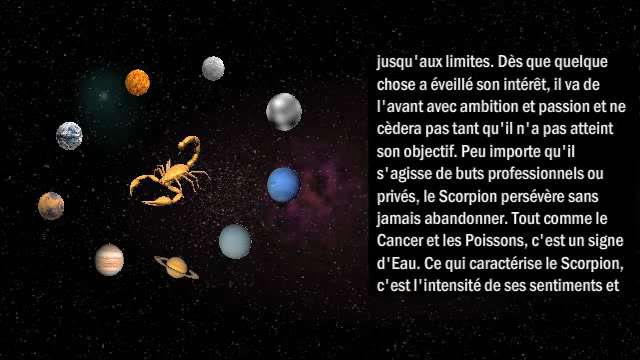 jusqu'aux limites. Dès que quelque
chose a éveillé son intérêt, il va de
l'avant avec ambition et passion et ne
cèdera pas tant qu'il n'a pas atteint
son objectif. Peu importe qu'il
s'agisse de buts professionnels ou
privés, le Scorpion persévère sans
jamais abandonner. Tout comme le
Cancer et les Poissons, c'est un signe
d'Eau. Ce qui caractérise le Scorpion,
c'est l'intensité de ses sentiments et